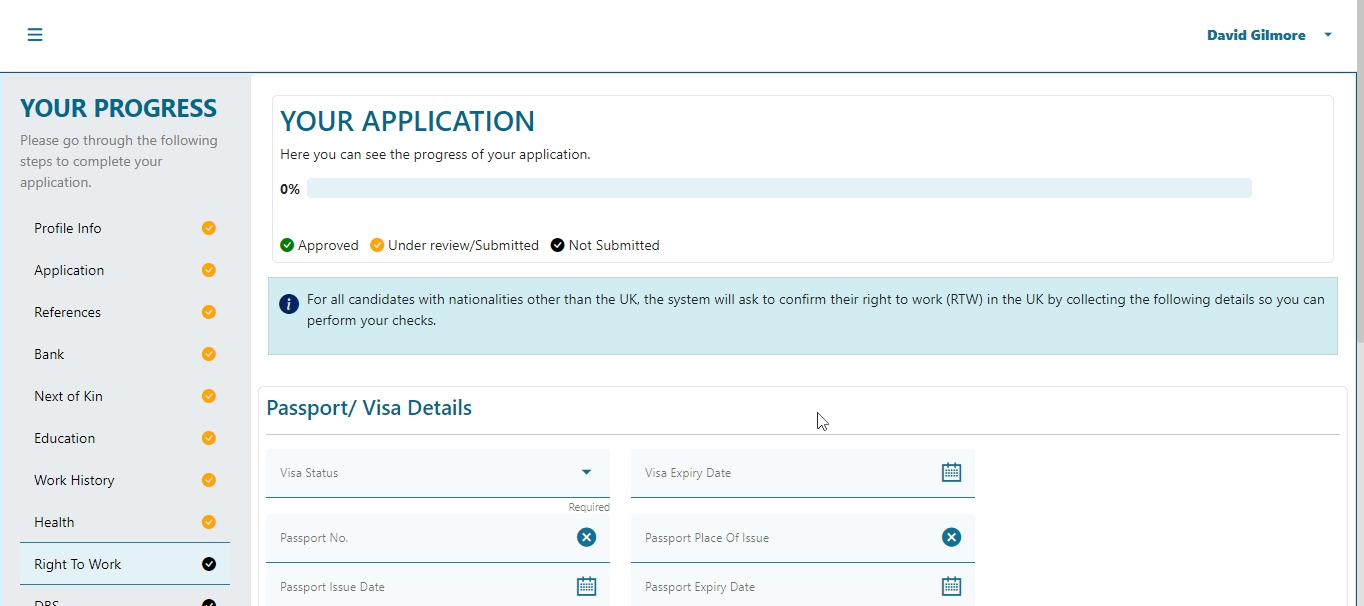 David Gilmore
YOUR PROGRESS
Please go through the following
steps to complete your
application.
Profile Info
Application
References
Bank
Next of Kin
Education
Work History
Health
Right To Work
DBS
YOUR APPLICATION
Here you can see the progress of your application.
0%
Approved Under review/Submitted Not Submitted
For all candidates with nationalities other than the UK, the system will ask to confirm their right to work (RTW) in the UK by collecting the following details so you can
perform your checks.
Passport/ Visa Details
Visa Status Visa Expiry Date
Required
Passport No. Passport Place Of Issue
Passport Issue Date Passport Expiry Date